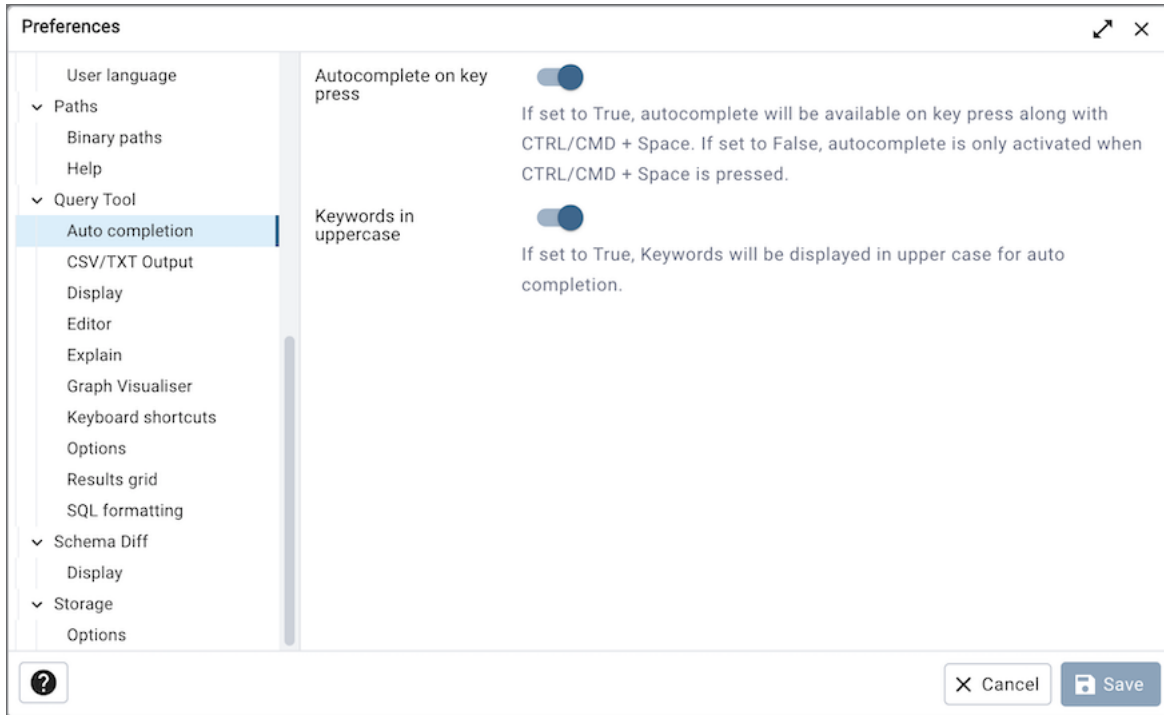 Preferences
User language
Paths
Binary paths
Help
Query Tool
Auto completion
CSV/TXT Output
Display
Editor
Explain
Graph Visualiser
Keyboard shortcuts
Options
Results grid
SQL formatting
Schema Diff
Display
Storage
Options
Autocomplete on key
press
If set to True, autocomplete will be available on key press along with
CTRL/CMD + Space. If set to False, autocomplete is only activated when
CTRL/CMD + Space is pressed.
Keywords in
uppercase
If set to True, Keywords will be displayed in upper case for auto
completion.
Cancel
Save